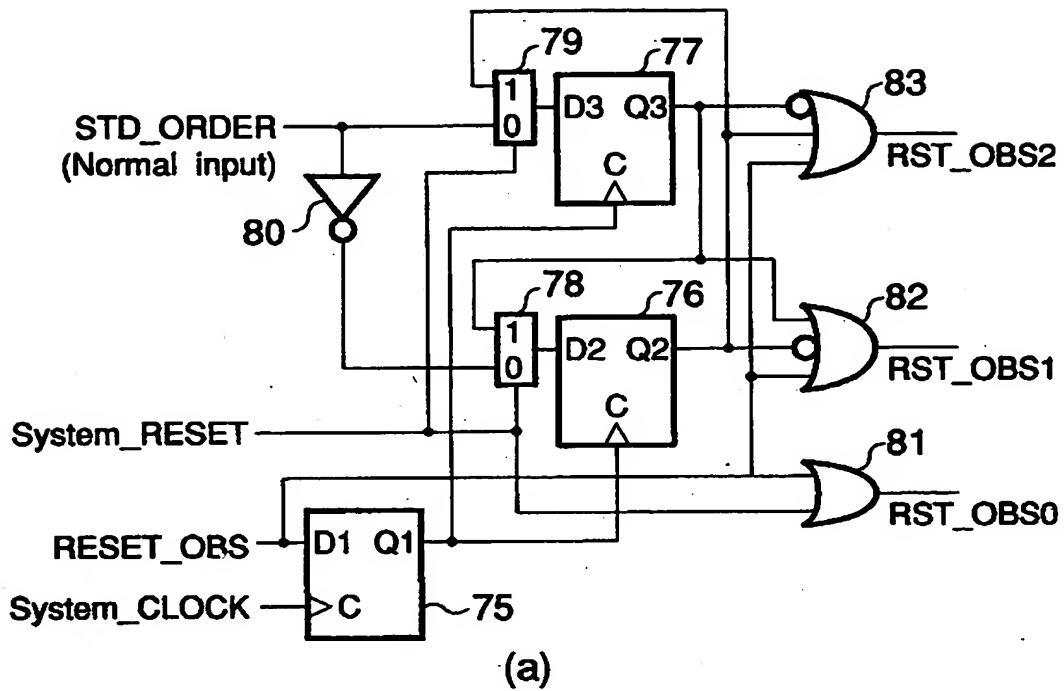 79
77
83
1
0
D3 Q3
C
STD_ORDER
(Normal input)
RST_OBS2
80
78
76
82
1
0
D2 Q2
C
RST_OBS1
System_RESET
81
RST_OBS0
RESET_OBS
D1 Q1
System_CLOCK
C
75
(a)